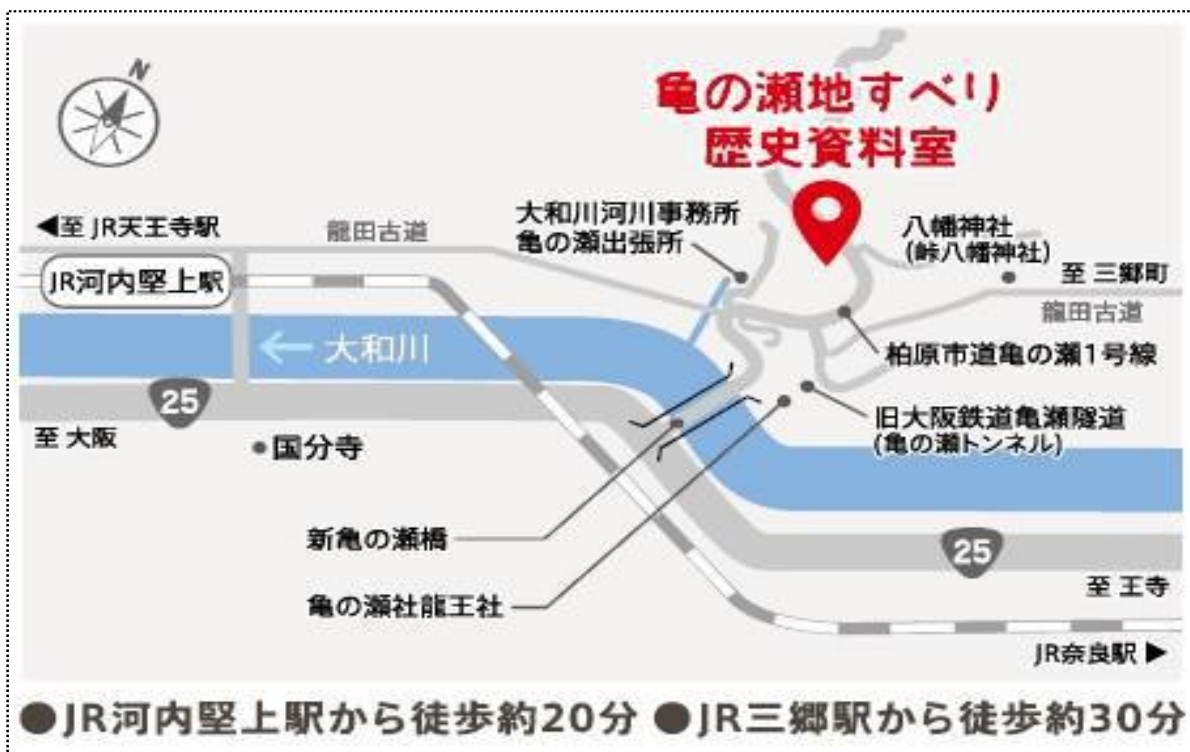 N
亀の瀬地すべり
歴史資料室
大和川河川事務所
亀の瀬出張所
八幡神社
(峠八幡神社)
◀至 JR天王寺駅
龍田古道
至 三郷町
JR河内堅上駅
龍田古道
← 大和川
柏原市道亀の瀬1号線
25
旧大阪鉄道亀瀬隧道
(亀の瀬トンネル)
至 大阪
国分寺
新亀の瀬橋
25
至 王寺
亀の瀬社龍王社
JR奈良駅 ▶
●JR河内堅上駅から徒歩約20分 ●JR三郷駅から徒歩約30分